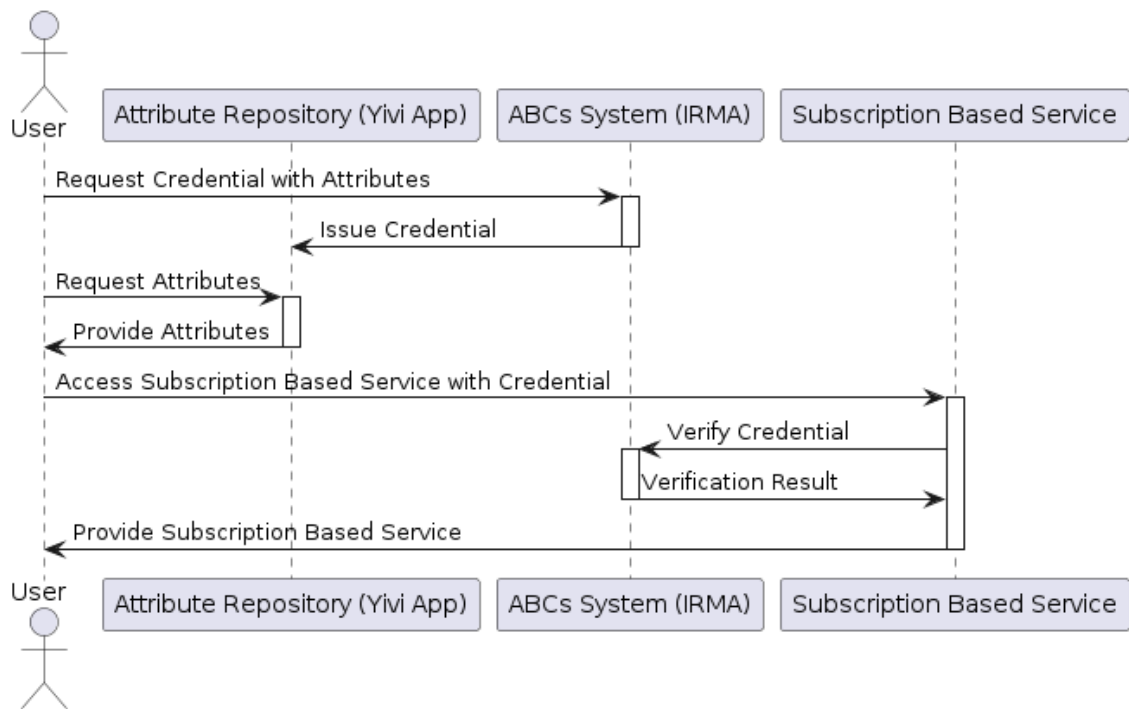 User
Attribute Repository (Yivi App)
ABCs System (IRMA)
Subscription Based Service
Request Credential with Attributes
Issue Credential
Request Attributes
Provide Attributes
Access Subscription Based Service with Credential
Verify Credential
Verification Result
Provide Subscription Based Service
User
Attribute Repository (Yivi App)
ABCs System (IRMA)
Subscription Based Service